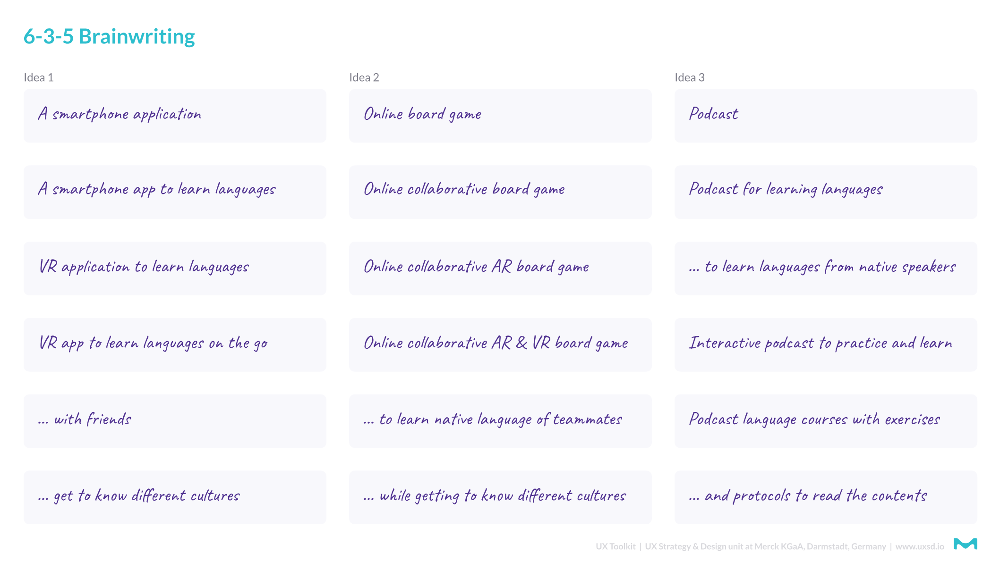 6-3-5 Brainwriting
Idea 1
Idea 2
Idea 3
A smartphone application
Online board game
Podcast
A smartphone app to learn languages
Online collaborative board game
Podcast for learning languages
VR application to learn languages
Online collaborative AR board game
... to learn languages from native speakers
VR app to learn languages on the go
Online collaborative AR & VR board game
Interactive podcast to practice and learn
... with friends
... to learn native language of teammates
Podcast language courses with exercises
... get to know different cultures
... while getting to know different cultures
... and protocols to read the contents
UX Toolkit | UX Strategy & Design unit at Merck KGaA, Darmstadt, Germany | www.uxsd.io